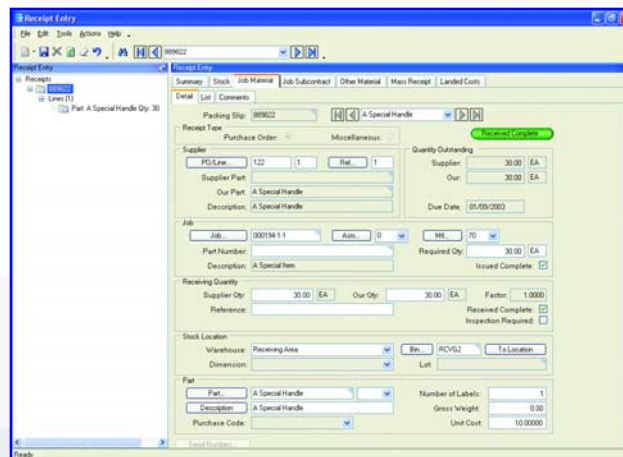 Receipt Entry
File Edit Tools Actions Help
889822
Receipt Entry
Receipts
889822
Lines (1)
Part: A Special Handle Qty: 30
Receipt Entry
Summary Stock Job Material Job Subcontract Other Material Mass Receipt Landed Costs
Detail List Comments
Packing Slip: 889822 A Special Handle
Receipt Type
Purchase Order: Miscellaneous:
Received Complete
Supplier
PO/Line... 122 1 Rel... 1
Supplier Part:
Our Part: A Special Handle
Description: A Special Handle
Quantity Outstanding
Supplier: 30.00 EA
Our: 30.00 EA
Due Date: 01/09/2003
Job
Job... 000194-1-1 Asm... 0 Mtl... 70
Part Number: Required Qty: 30.00 EA
Description: A Special Item Issued Complete:
Receiving Quantity
Supplier Qty: 30.00 EA Our Qty: 30.00 EA Factor: 1.0000
Reference: Received Complete:
Inspection Required:
Stock Location
Warehouse: Receiving Area Bin... RCVG2 To Location
Dimension: Lot:
Part
Part... A Special Handle Number of Labels: 1
Description A Special Handle Gross Weight: 0.00
Purchase Code: Unit Cost: 10.00000
Serial Numbers...
Ready